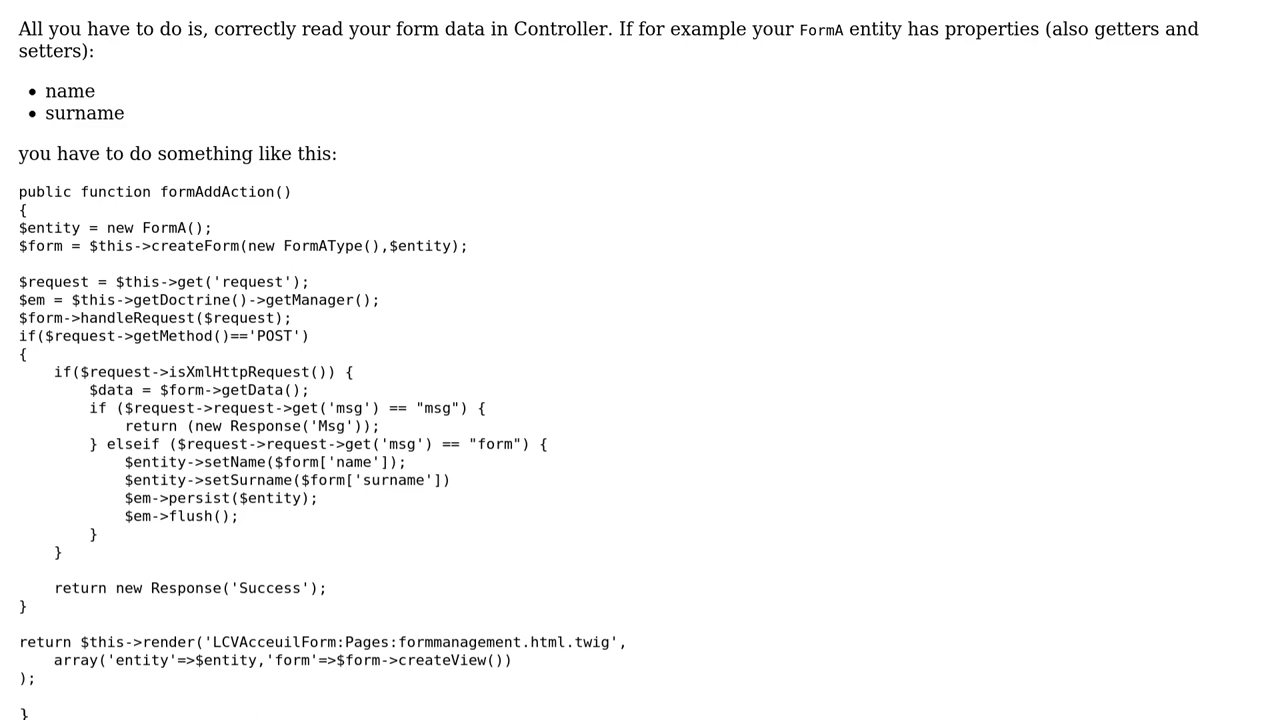 All you have to do is, correctly read your form data in Controller. If for example your FormA entity has properties (also getters and
setters):
• name
• surname
you have to do something like this:
public function formAddAction()
{
$entity = new FormA();
$form = $this->createForm(new FormAType(),$entity);

$request = $this->get('request');
$em = $this->getDoctrine()->getManager();
$form->handleRequest($request);
if($request->getMethod()=='POST')
{
    if($request->isXmlHttpRequest()) {
        $data = $form->getData();
        if ($request->request->get('msg') == "msg") {
            return (new Response('Msg'));
        } elseif ($request->request->get('msg') == "form") {
            $entity->setName($form['name']);
            $entity->setSurname($form['surname'])
            $em->persist($entity);
            $em->flush();
        }
    }

    return new Response('Success');
}

return $this->render('LCVAcceuilForm:Pages:formmanagement.html.twig',
    array('entity'=>$entity,'form'=>$form->createView())
);

}